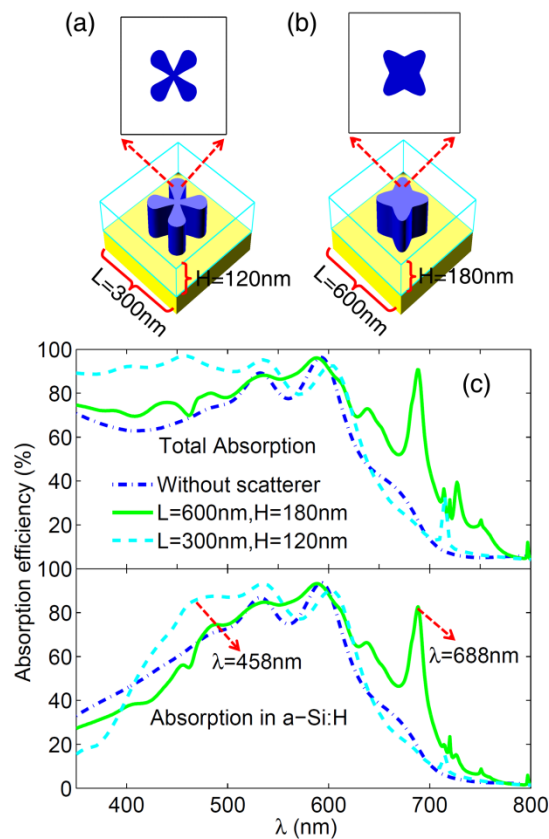 (a)
(b)
L=300nm
H=120nm
L=600nm
H=180nm
(c)
100
80
60
40
20
Total Absorption
Without scatterer
L=600nm,H=180nm
L=300nm,H=120nm
Absorption efficiency (%)
100
80
60
40
20
0
λ=458nm
λ=688nm
Absorption in a−Si:H
400
500
600
700
800
λ (nm)